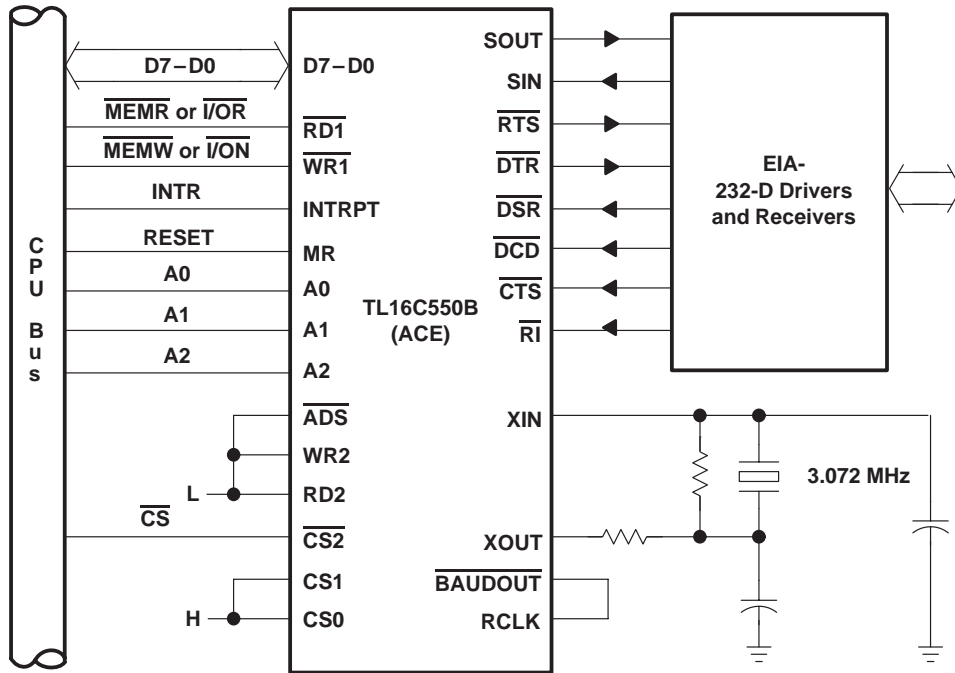 CPU Bus
D7–D0
MEMR or I/OR
MEMW or I/ON
INTR
RESET
A0
A1
A2
L
CS
H
D7–D0
RD1
WR1
INTRPT
MR
A0
A1
A2
ADS
WR2
RD2
CS2
CS1
CS0
TL16C550B
(ACE)
SOUT
SIN
RTS
DTR
DSR
DCD
CTS
RI
XIN
XOUT
BAUDOUT
RCLK
EIA-
232-D Drivers
and Receivers
3.072 MHz